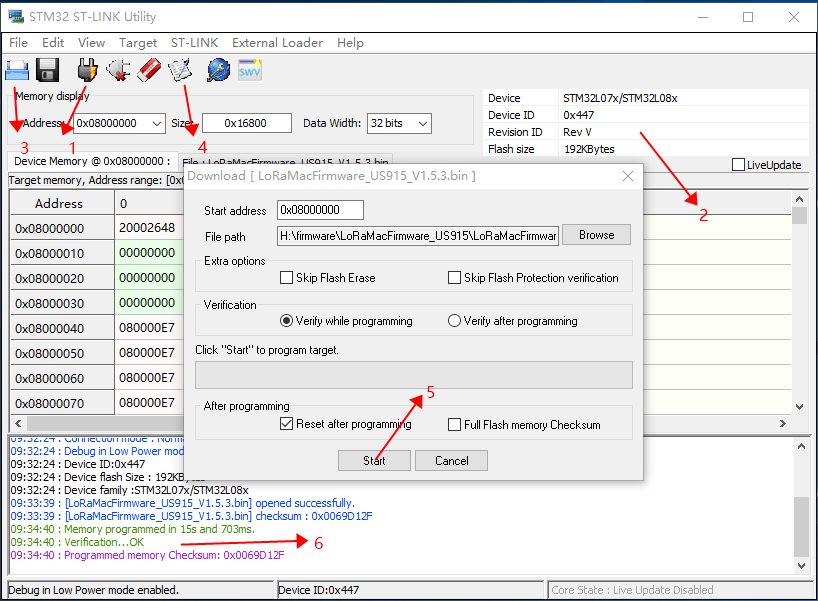 STM32 ST-LINK Utility
File Edit View Target ST-LINK External Loader Help
SWV
Memory display
Address: 0x08000000 Size: 0x16800 Data Width: 32 bits
3 1 4
Device STM32L07x/STM32L08x
Device ID 0x447
Revision ID Rev V
Flash size 192KBytes
LiveUpdate
2
Device Memory @ 0x08000000 : File : LoRaMacFirmware_US915_V1.5.3.bin
Target memory, Address range: [0x0
Address 0
0x08000000 20002648
0x08000010 00000000
0x08000020 00000000
0x08000030 00000000
0x08000040 080000E7
0x08000050 080000E7
0x08000060 080000E7
0x08000070 080000E7
Download [ LoRaMacFirmware_US915_V1.5.3.bin ]
Start address 0x08000000
File path H:\firmware\LoRaMacFirmware_US915\LoRaMacFirmwar Browse
Extra options
Skip Flash Erase Skip Flash Protection verification
Verification
Verify while programming Verify after programming
Click "Start" to program target.
5
After programming
Reset after programming Full Flash memory Checksum
Start Cancel
09:32:24 : Connection mode : Norma
09:32:24 : Debug in Low Power mod
09:32:24 : Device ID:0x447
09:32:24 : Device flash Size : 192KB
09:32:24 : Device family :STM32L07x/STM32L08x
09:33:39 : [LoRaMacFirmware_US915_V1.5.3.bin] opened successfully.
09:33:39 : [LoRaMacFirmware_US915_V1.5.3.bin] checksum : 0x0069D12F
09:34:40 : Memory programmed in 15s and 703ms.
09:34:40 : Verification...OK
6
09:34:40 : Programmed memory Checksum: 0x0069D12F
Debug in Low Power mode enabled. Device ID:0x447 Core State : Live Update Disabled